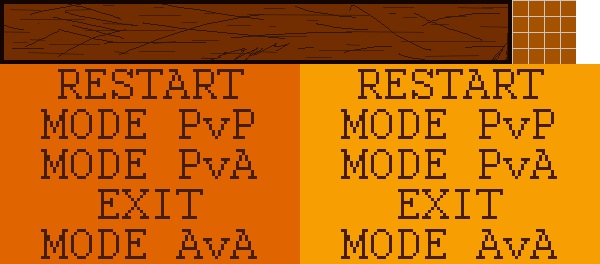 RESTART RESTART
MODE PvP MODE PvP
MODE PvA MODE PvA
EXIT EXIT
MODE AvA MODE AvA